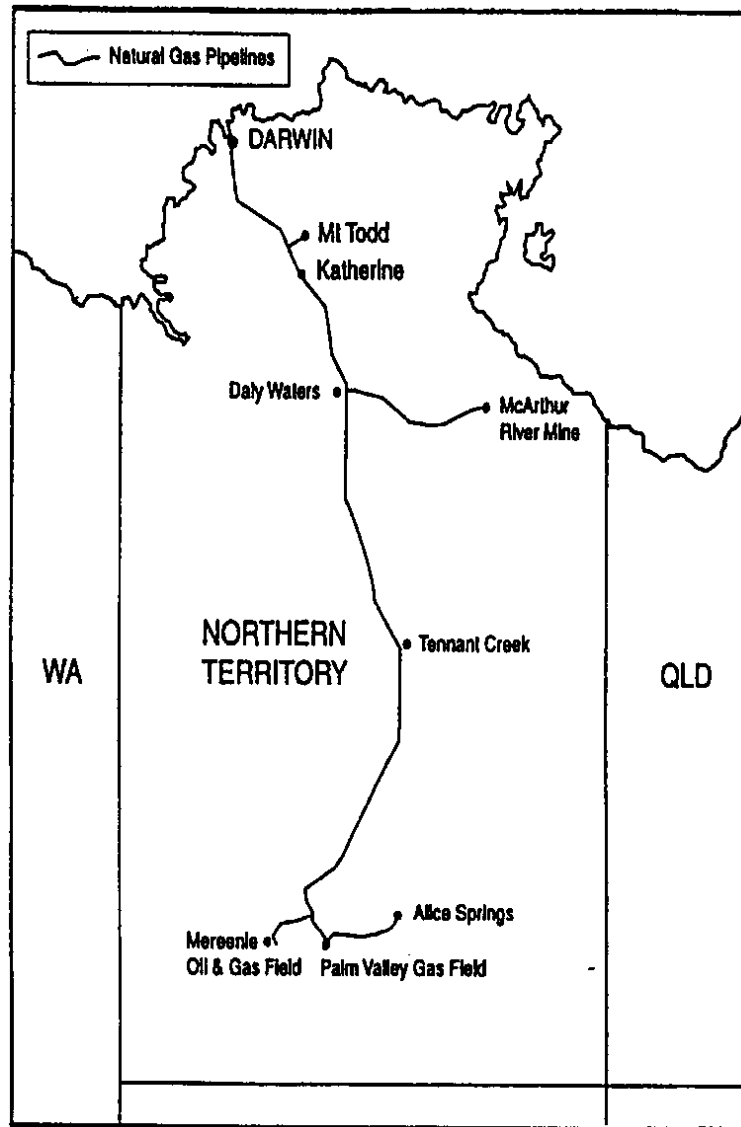 Natural Gas Pipelines
DARWIN
Mt Todd
Katherine
Daly Waters
McArthur
River Mine
NORTHERN
TERRITORY
Tennant Creek
WA
QLD
Alice Springs
Mereenie
Oil & Gas Field
Palm Valley Gas Field